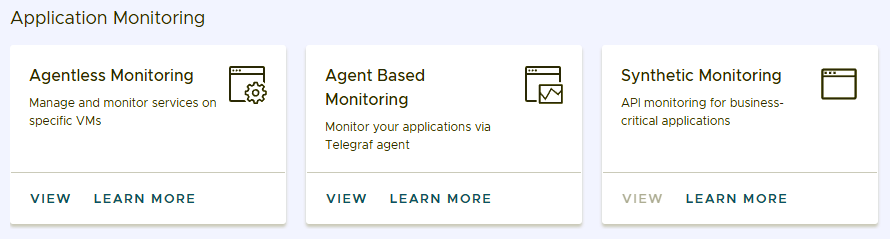 Application Monitoring
Agentless Monitoring
Manage and monitor services on
specific VMs
VIEW LEARN MORE
Agent Based
Monitoring
Monitor your applications via
Telegraf agent
VIEW LEARN MORE
Synthetic Monitoring
API monitoring for business-
critical applications
VIEW LEARN MORE